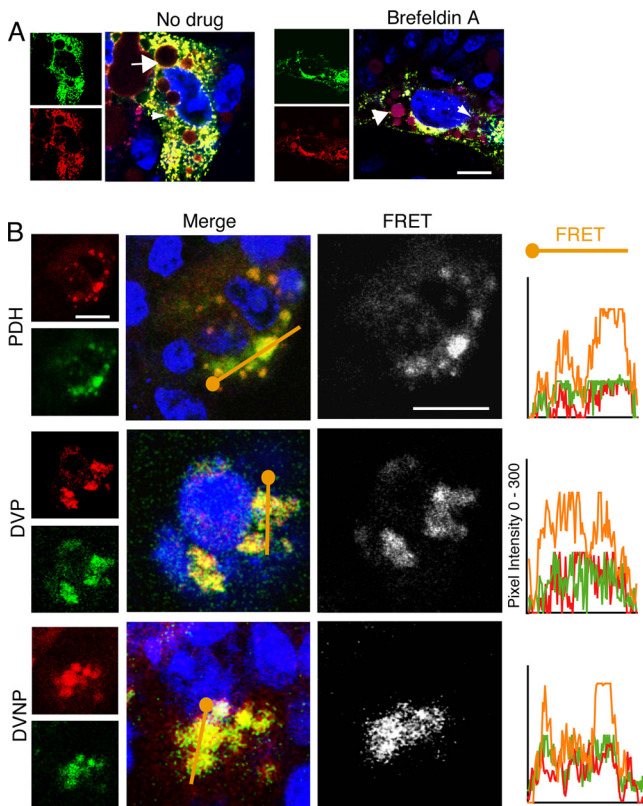 A
No drug
Brefeldin A
B
Merge
FRET
FRET
PDH
DVP
DVNP
Pixel Intensity 0 - 300